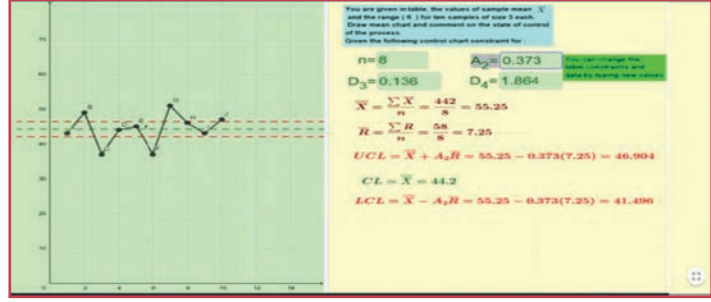 You are given in table, the values of sample mean X̅
and the range ( R ) for ten samples of size 5 each.
Draw mean chart and comment on the state of control
of the process.
Given the following control chart constraint for :
n= 8
A₂= 0.373
You can change the
table constraints and
data by typing new values
D₃= 0.136
D₄= 1.864
X̿ = ∑X̅/n = 442/8 = 55.25
R̅ = ∑R/n = 58/8 = 7.25
UCL = X̿ + A₂R̅ = 55.25 − 0.373(7.25) = 46.904
CL = X̿ = 44.2
LCL = X̿ − A₂R̅ = 55.25 − 0.373(7.25) = 41.496
70
60
50
40
30
20
10
0 2 4 6 8 10 12 14